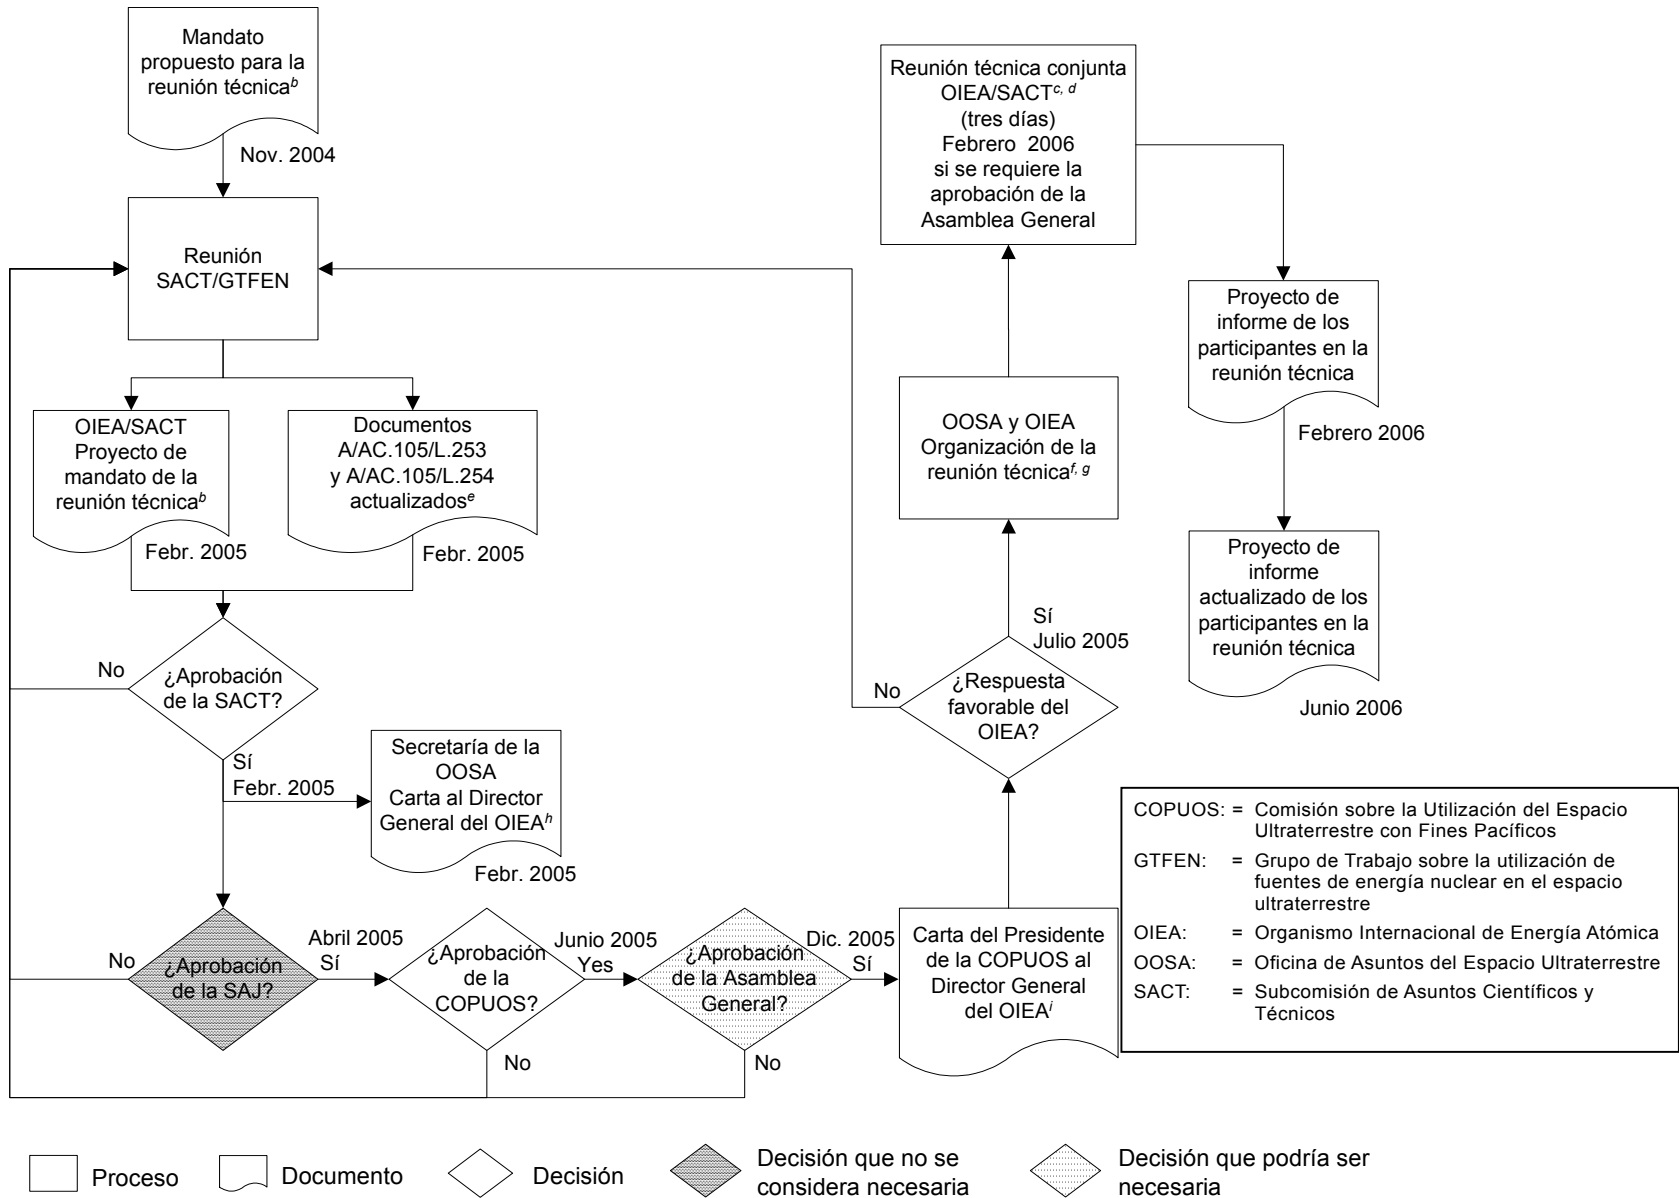 Mandato
propuesto para la
reunión técnica b
Nov. 2004
Reunión
SACT/GTFEN
OIEA/SACT
Proyecto de
mandato de la
reunión técnica b
Febr. 2005
Documentos
A/AC.105/L.253
y A/AC.105/L.254
actualizados e
Febr. 2005
¿Aprobación
de la SACT?
No
Sí
Febr. 2005
Secretaría de la
OOSA
Carta al Director
General del OIEA h
Febr. 2005
No
¿Aprobación
de la SAJ?
Abril 2005
Sí
¿Aprobación
de la
COPUOS?
No
Junio 2005
Yes
¿Aprobación
de la Asamblea
General?
No
Dic. 2005
Sí
Carta del Presidente
de la COPUOS al
Director General
del OIEA i
¿Respuesta
favorable del
OIEA?
No
Sí
Julio 2005
OOSA y OIEA
Organización de la
reunión técnica f, g
Reunión técnica conjunta
OIEA/SACT c, d
(tres días)
Febrero 2006
si se requiere la
aprobación de la
Asamblea General
Proyecto de
informe de los
participantes en la
reunión técnica
Febrero 2006
Proyecto de
informe
actualizado de los
participantes en la
reunión técnica
Junio 2006
COPUOS: = Comisión sobre la Utilización del Espacio
Ultraterrestre con Fines Pacíficos
GTFEN: = Grupo de Trabajo sobre la utilización de
fuentes de energía nuclear en el espacio
ultraterrestre
OIEA: = Organismo Internacional de Energía Atómica
OOSA: = Oficina de Asuntos del Espacio Ultraterrestre
SACT: = Subcomisión de Asuntos Científicos y
Técnicos
Proceso
Documento
Decisión
Decisión que no se
considera necesaria
Decisión que podría ser
necesaria